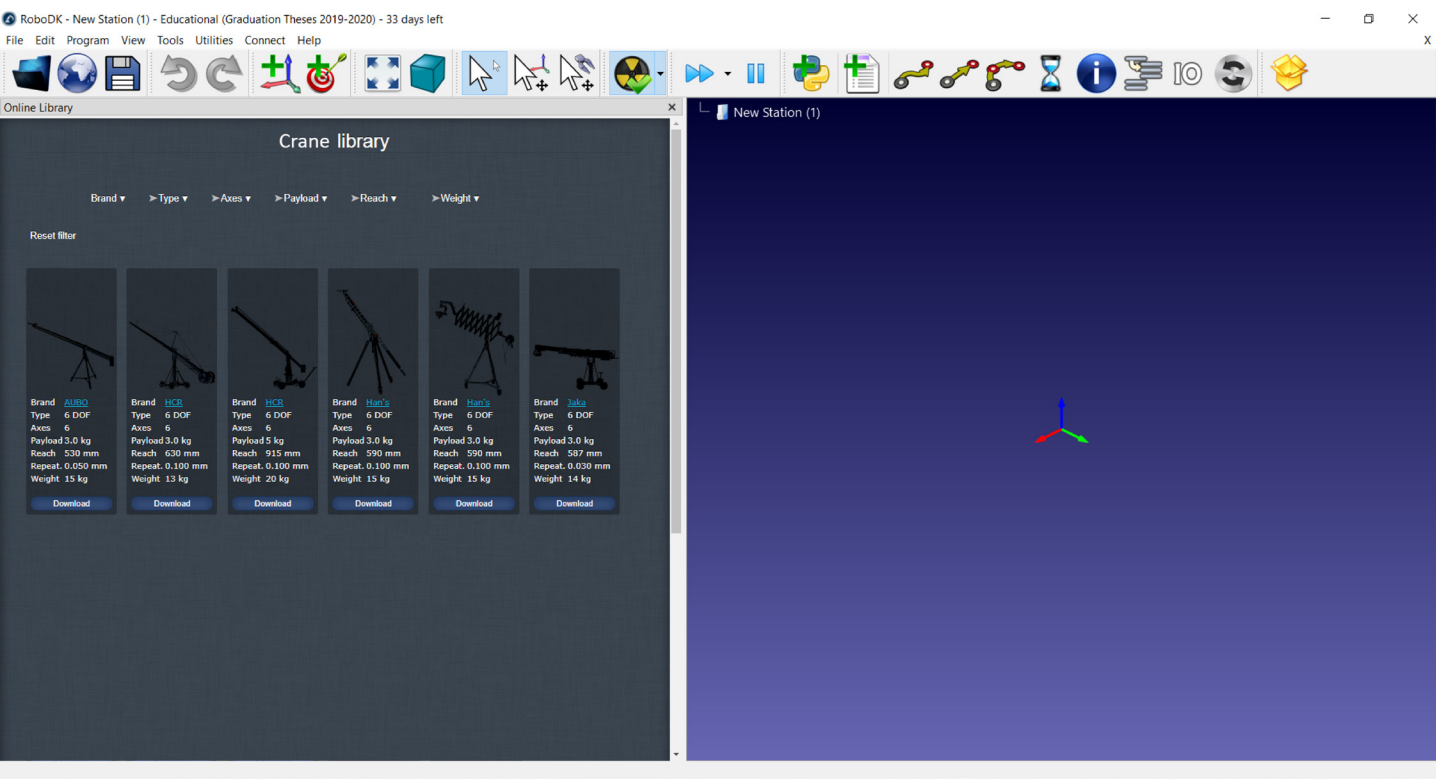 RoboDK - New Station (1) - Educational (Graduation Theses 2019-2020) - 33 days left
File Edit Program View Tools Utilities Connect Help
X
IO
Online Library
New Station (1)
Crane library
Brand ▾ ➤Type ▾ ➤Axes ▾ ➤Payload ▾ ➤Reach ▾ ➤Weight ▾
Reset filter
Brand AUBO
Type 6 DOF
Axes 6
Payload 3.0 kg
Reach 530 mm
Repeat. 0.050 mm
Weight 15 kg
Download
Brand HCR
Type 6 DOF
Axes 6
Payload 3.0 kg
Reach 630 mm
Repeat. 0.100 mm
Weight 13 kg
Download
Brand HCR
Type 6 DOF
Axes 6
Payload 5 kg
Reach 915 mm
Repeat. 0.100 mm
Weight 20 kg
Download
Brand Han's
Type 6 DOF
Axes 6
Payload 3.0 kg
Reach 590 mm
Repeat. 0.100 mm
Weight 15 kg
Download
Brand Han's
Type 6 DOF
Axes 6
Payload 3.0 kg
Reach 590 mm
Repeat. 0.100 mm
Weight 15 kg
Download
Brand Jaka
Type 6 DOF
Axes 6
Payload 3.0 kg
Reach 587 mm
Repeat. 0.030 mm
Weight 14 kg
Download